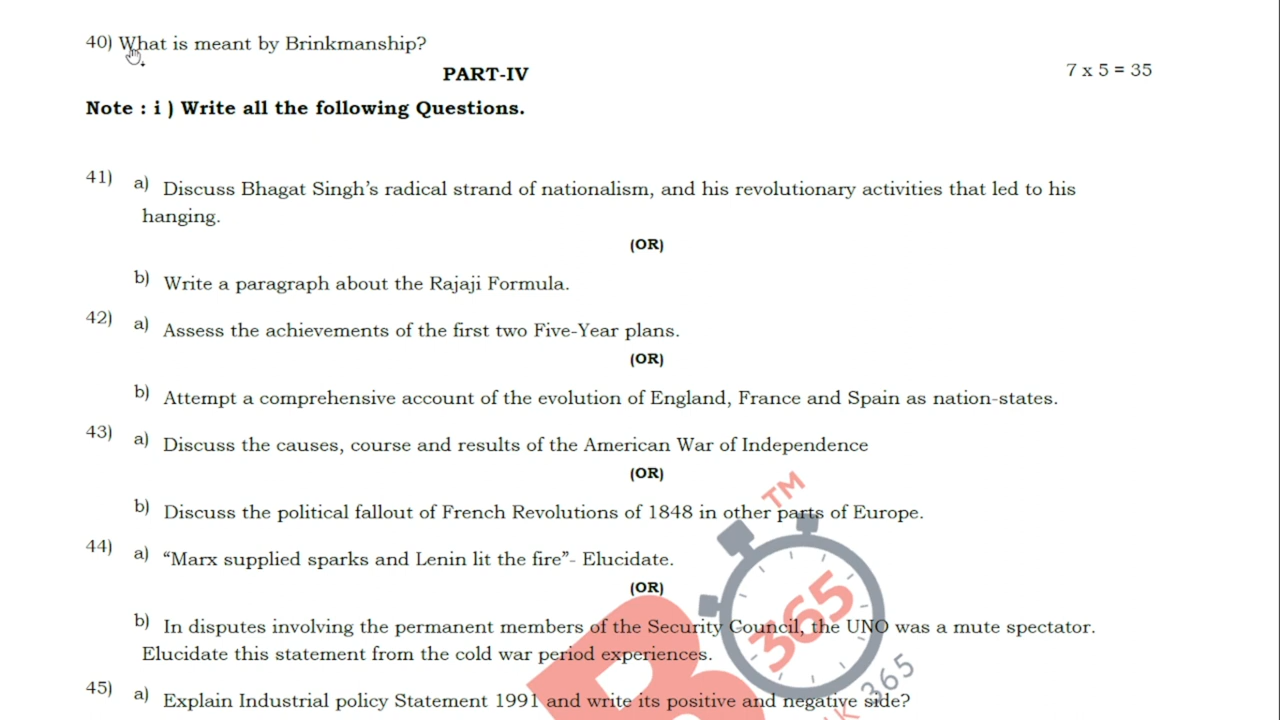 40) What is meant by Brinkmanship?
PART-IV
7 x 5 = 35
Note : i ) Write all the following Questions.
41) a) Discuss Bhagat Singh’s radical strand of nationalism, and his revolutionary activities that led to his
hanging.
(OR)
b) Write a paragraph about the Rajaji Formula.
42) a) Assess the achievements of the first two Five-Year plans.
(OR)
b) Attempt a comprehensive account of the evolution of England, France and Spain as nation-states.
43) a) Discuss the causes, course and results of the American War of Independence
(OR)
b) Discuss the political fallout of French Revolutions of 1848 in other parts of Europe.
44) a) “Marx supplied sparks and Lenin lit the fire”- Elucidate.
(OR)
b) In disputes involving the permanent members of the Security Council, the UNO was a mute spectator.
Elucidate this statement from the cold war period experiences.
45) a) Explain Industrial policy Statement 1991 and write its positive and negative side?
TM
365
365